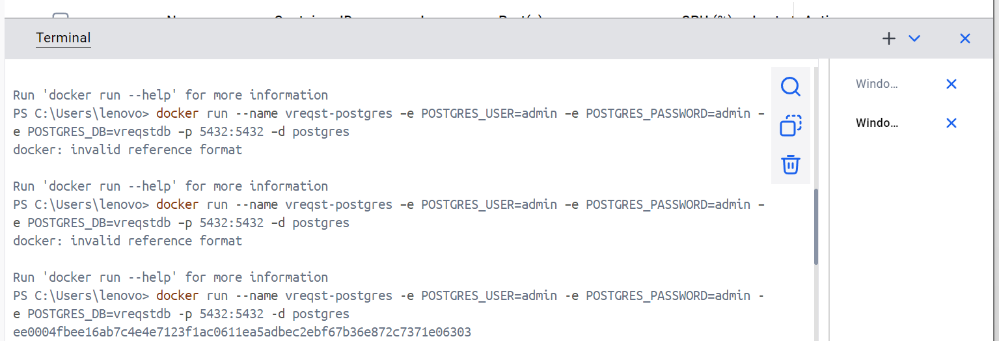 Terminal
Run 'docker run --help' for more information
PS C:\Users\lenovo> docker run --name vreqst-postgres –e POSTGRES_USER=admin –e POSTGRES_PASSWORD=admin –
e POSTGRES_DB=vreqstdb –p 5432:5432 –d postgres
docker: invalid reference format
Run 'docker run --help' for more information
PS C:\Users\lenovo> docker run --name vreqst-postgres –e POSTGRES_USER=admin –e POSTGRES_PASSWORD=admin –
e POSTGRES_DB=vreqstdb –p 5432:5432 –d postgres
docker: invalid reference format
Run 'docker run --help' for more information
PS C:\Users\lenovo> docker run --name vreqst-postgres -e POSTGRES_USER=admin -e POSTGRES_PASSWORD=admin -
e POSTGRES_DB=vreqstdb -p 5432:5432 -d postgres
ee0004fbee16ab7c4e4e7123f1ac0611ea5adbec2ebf67b36e872c7371e06303
Windo...
Windo...